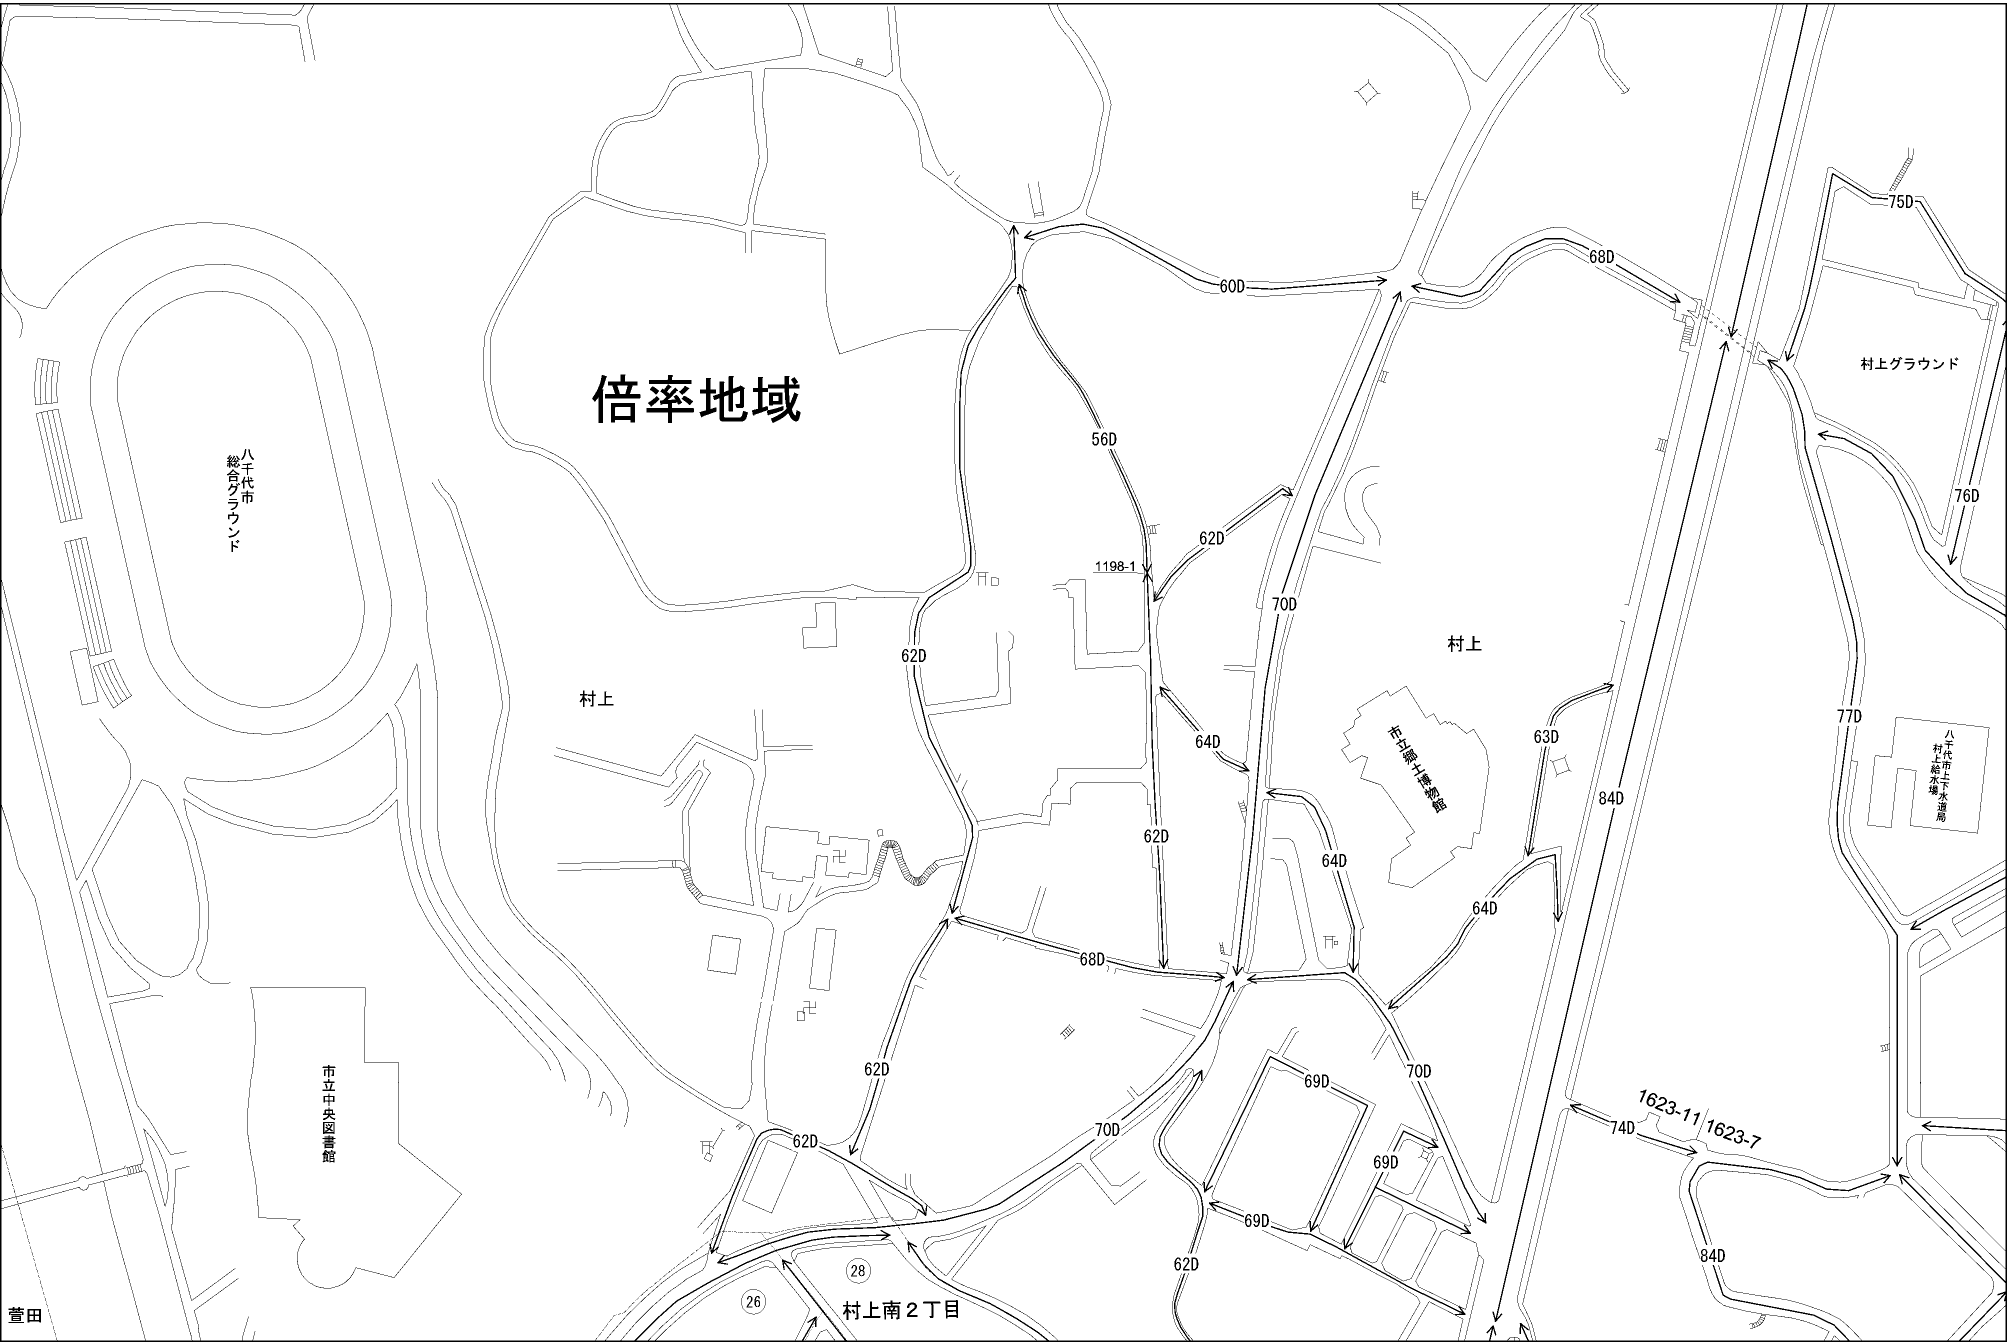 75D
68D
60D
村上グラウンド
倍率地域
56D
八千代市
総合グラウンド
76D
62D
1198-1
70D
村上
62D
村上
77D
63D
64D
市立郷土博物館
八千代市上下水道局
村上給水場
84D
62D
64D
64D
68D
62D
70D
69D
市立中央図書館
1623-11
1623-7
74D
70D
62D
69D
69D
84D
62D
28
26
村上南2丁目
萱田